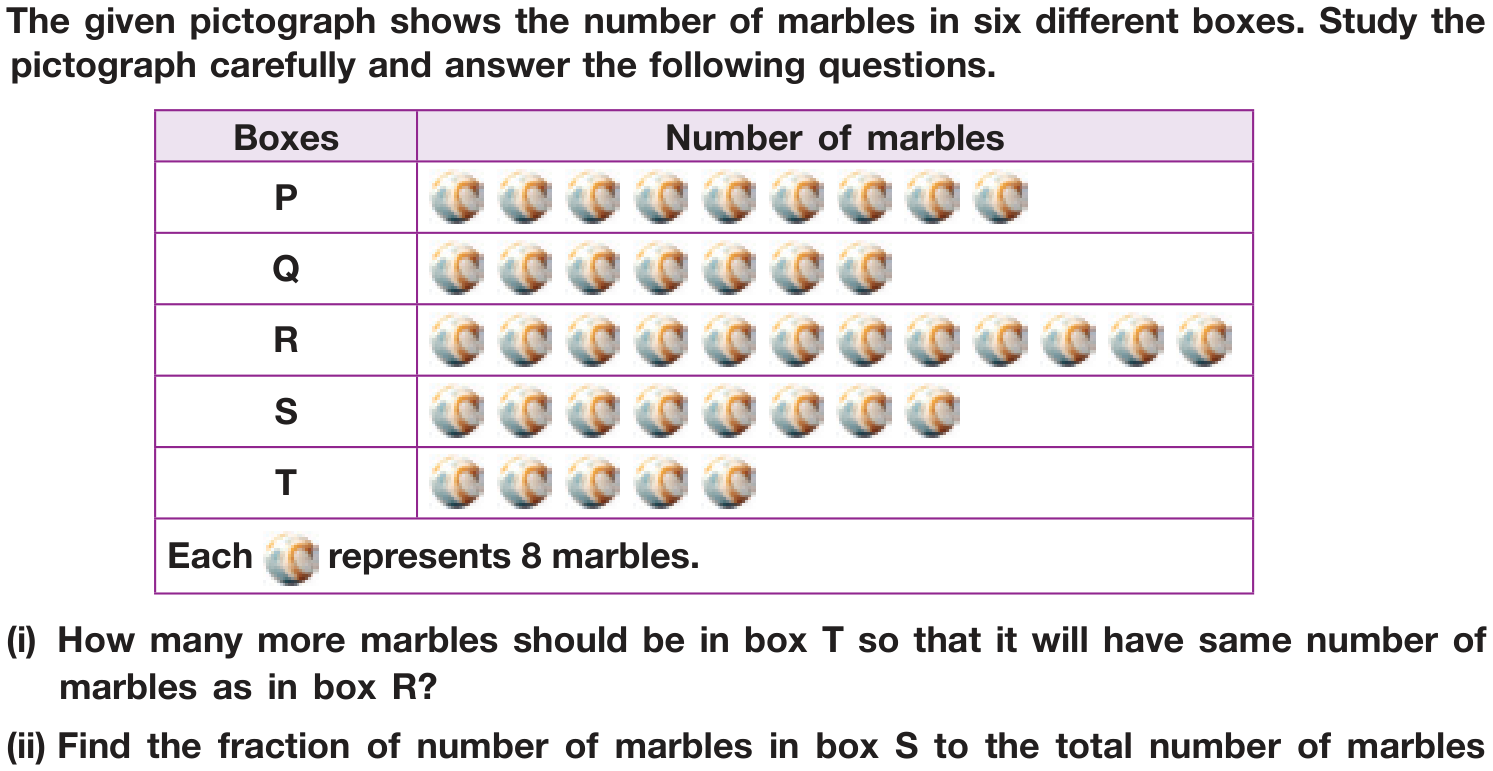 The given pictograph shows the number of marbles in six different boxes. Study the
pictograph carefully and answer the following questions.
Boxes Number of marbles
P
Q
R
S
T
Each represents 8 marbles.
(i) How many more marbles should be in box T so that it will have same number of
marbles as in box R?
(ii) Find the fraction of number of marbles in box S to the total number of marbles